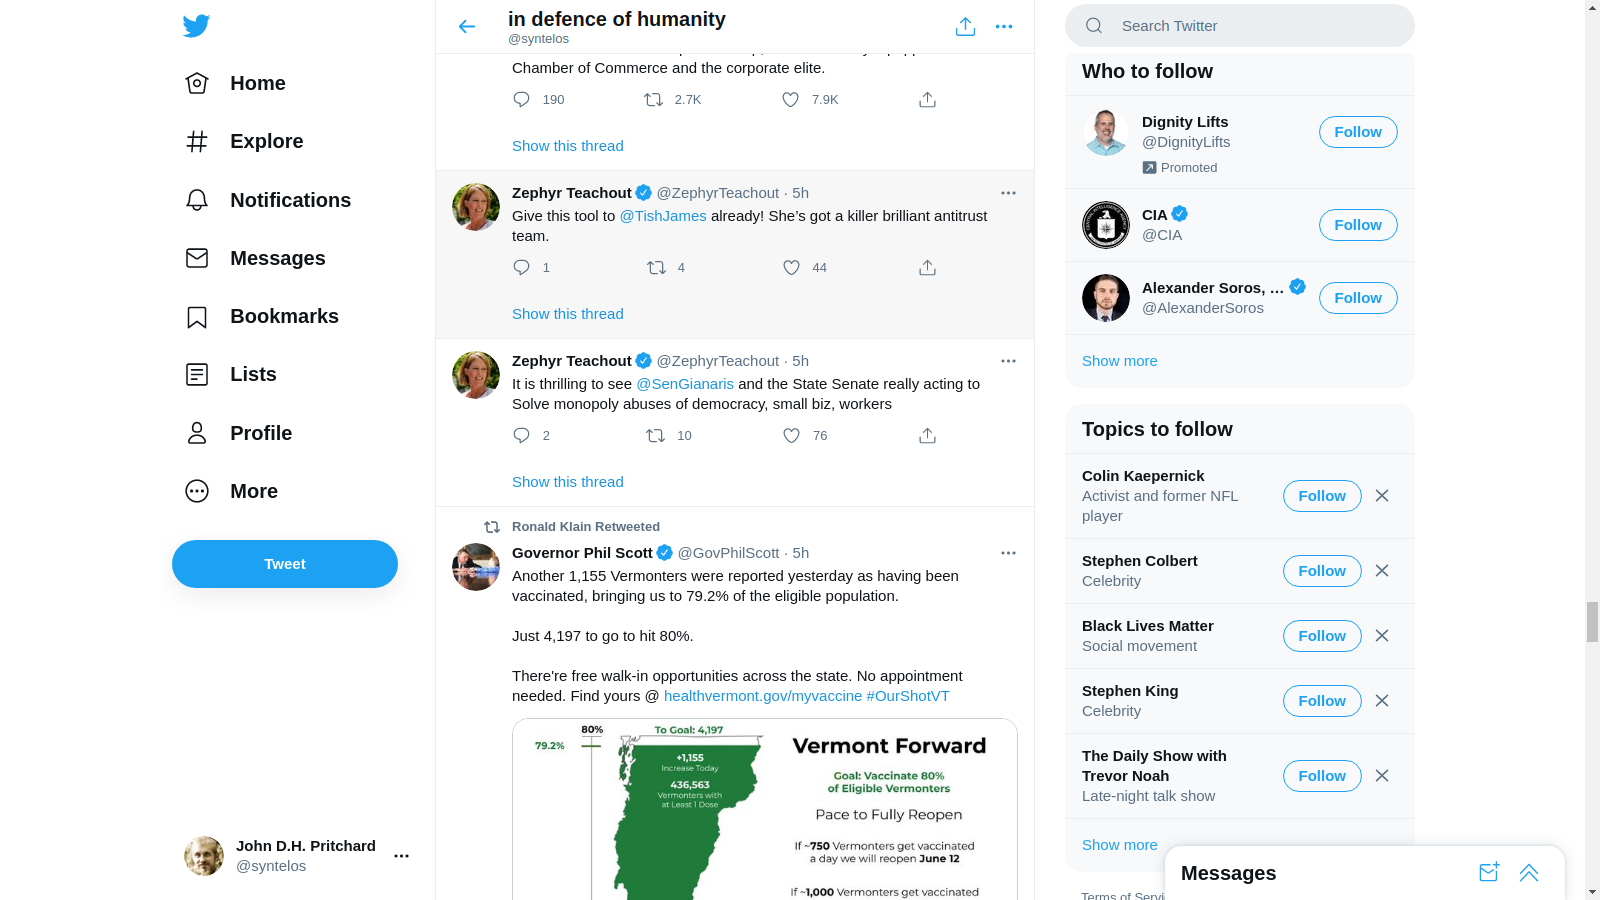 Home
Explore
Notifications
Messages
Bookmarks
Lists
Profile
More
Tweet
John D.H. Pritchard
@syntelos
in defence of humanity
@syntelos
Chamber of Commerce and the corporate elite.
190 2.7K 7.9K
Show this thread
Zephyr Teachout @ZephyrTeachout · 5h
Give this tool to @TishJames already! She's got a killer brilliant antitrust
team.
1 4 44
Show this thread
Zephyr Teachout @ZephyrTeachout · 5h
It is thrilling to see @SenGianaris and the State Senate really acting to
Solve monopoly abuses of democracy, small biz, workers
2 10 76
Show this thread
Ronald Klain Retweeted
Governor Phil Scott @GovPhilScott · 5h
Another 1,155 Vermonters were reported yesterday as having been
vaccinated, bringing us to 79.2% of the eligible population.
Just 4,197 to go to hit 80%.
There're free walk-in opportunities across the state. No appointment
needed. Find yours @ healthvermont.gov/myvaccine #OurShotVT
80%
To Goal: 4,197
79.2%
+1,155
Increase Today
436,563
Vermonters with
at Least 1 Dose
Vermont Forward
Goal: Vaccinate 80%
of Eligible Vermonters
Pace to Fully Reopen
If ~750 Vermonters get vaccinated
a day we will reopen June 12
If ~1,000 Vermonters get vaccinated
Search Twitter
Who to follow
Dignity Lifts
@DignityLifts
Promoted
Follow
CIA
@CIA
Follow
Alexander Soros, ...
@AlexanderSoros
Follow
Show more
Topics to follow
Colin Kaepernick
Activist and former NFL
player
Follow
Stephen Colbert
Celebrity
Follow
Black Lives Matter
Social movement
Follow
Stephen King
Celebrity
Follow
The Daily Show with
Trevor Noah
Late-night talk show
Follow
Show more
Terms of
Messages